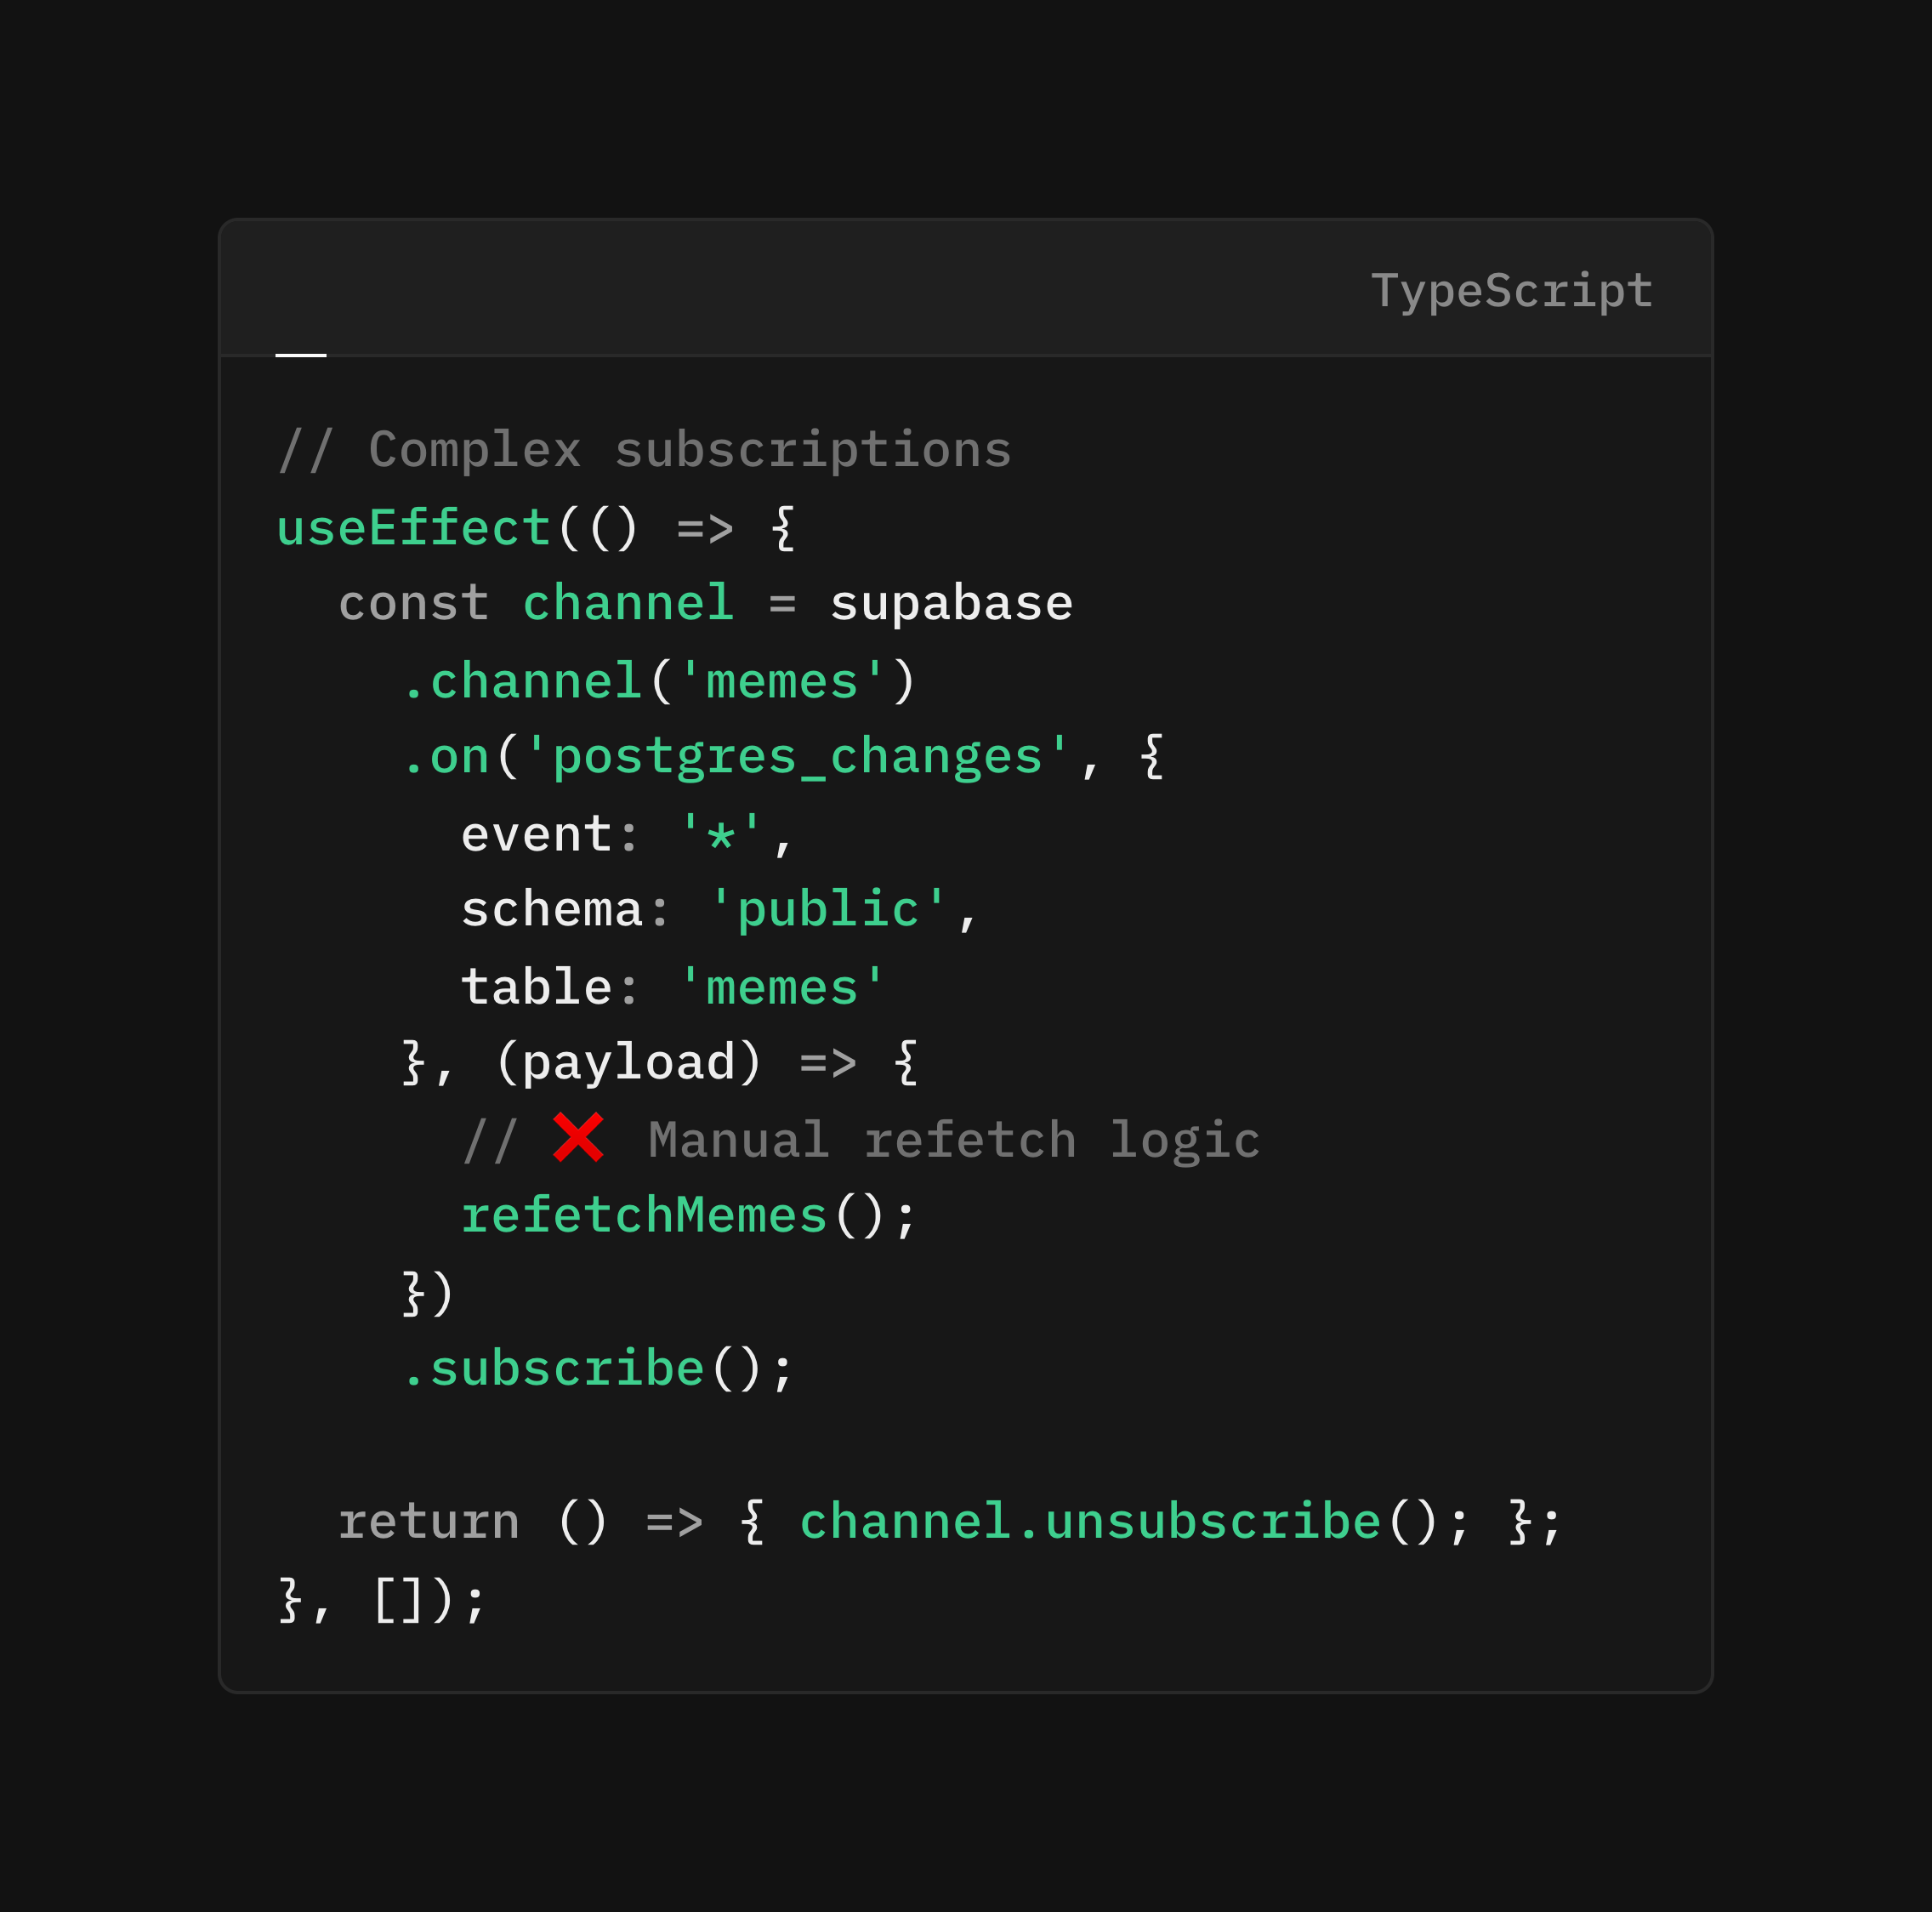 TypeScript
// Complex subscriptions
useEffect(() => {
  const channel = supabase
    .channel('memes')
    .on('postgres_changes', {
      event: '*',
      schema: 'public',
      table: 'memes'
    }, (payload) => {
      // ❌ Manual refetch logic
      refetchMemes();
    })
    .subscribe();

  return () => { channel.unsubscribe(); };
}, []);